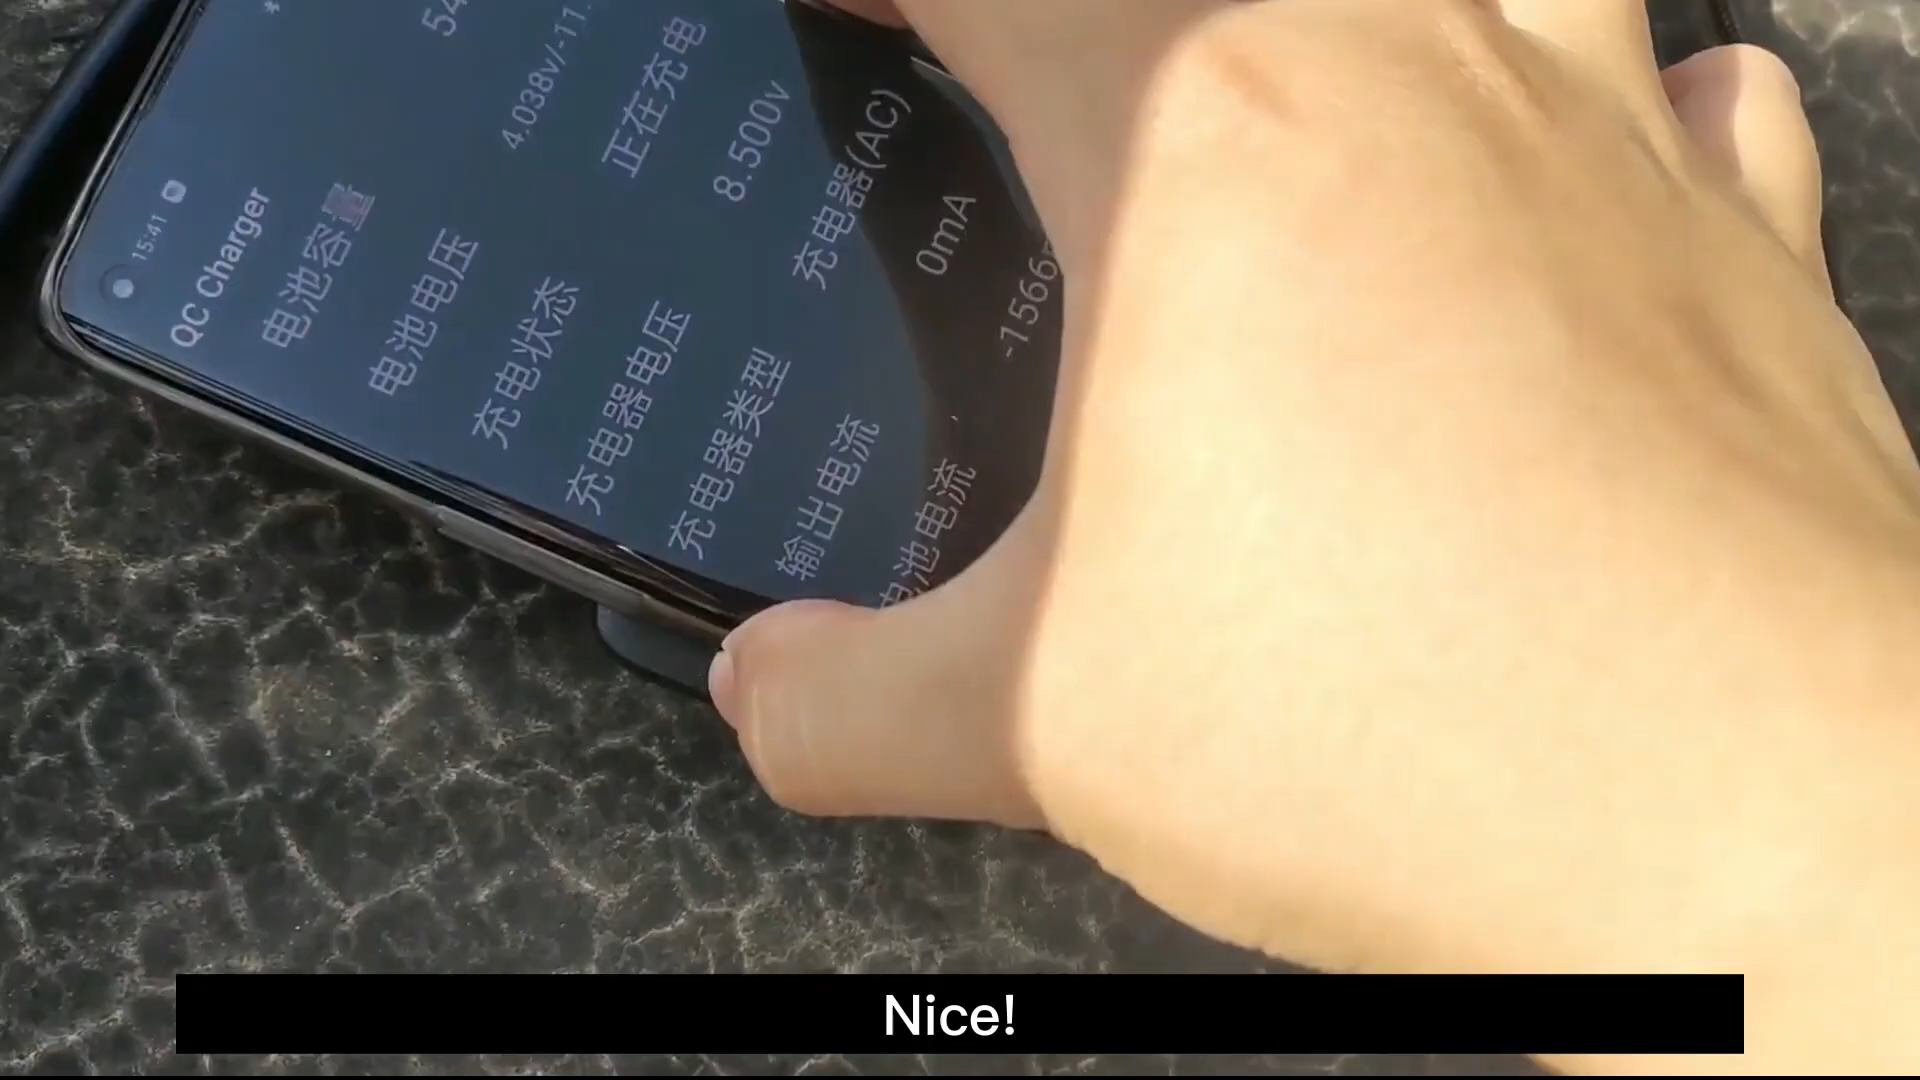 15:41
QC Charger
电池容量 54
电池电压 4.038v/-11.
充电状态 正在充电
充电器电压 8.500v
充电器类型 充电器(AC)
输出电流 0mA
电池电流 -1566
Nice!